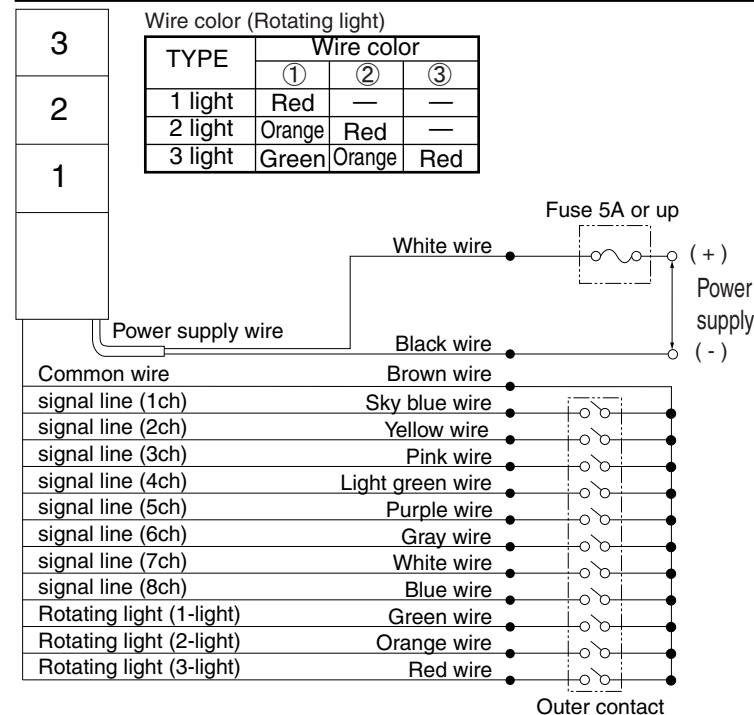 Wire color (Rotating light)
TYPE Wire color
① ② ③
1 light Red — —
2 light Orange Red —
3 light Green Orange Red
3
2
1
Fuse 5A or up
White wire (+)
Power supply
Power supply wire
Black wire (-)
Common wire Brown wire
signal line (1ch) Sky blue wire
signal line (2ch) Yellow wire
signal line (3ch) Pink wire
signal line (4ch) Light green wire
signal line (5ch) Purple wire
signal line (6ch) Gray wire
signal line (7ch) White wire
signal line (8ch) Blue wire
Rotating light (1-light) Green wire
Rotating light (2-light) Orange wire
Rotating light (3-light) Red wire
Outer contact